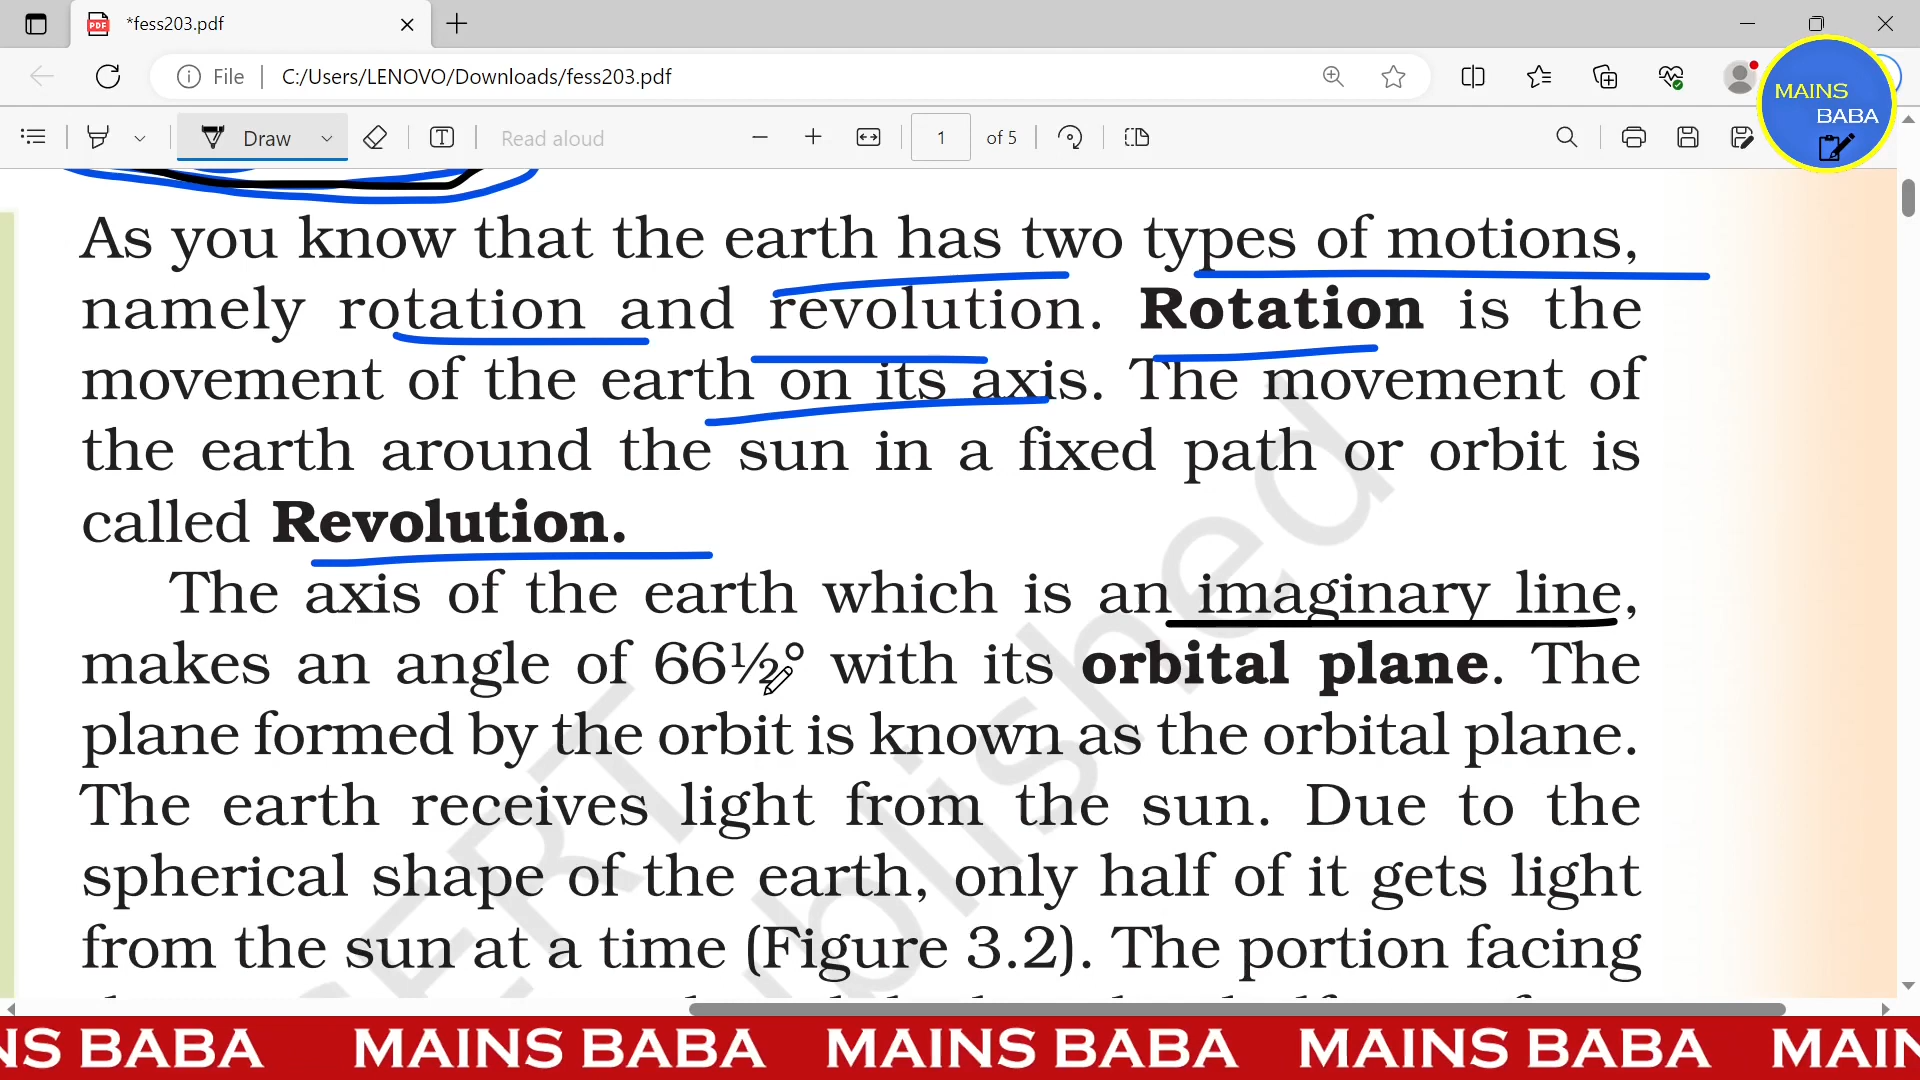 *fess203.pdf
File
C:/Users/LENOVO/Downloads/fess203.pdf
MAINS
BABA
Draw
Read aloud
1
of 5
As you know that the earth has two types of motions,
namely rotation and revolution. Rotation is the
movement of the earth on its axis. The movement of
the earth around the sun in a fixed path or orbit is
called Revolution.
The axis of the earth which is an imaginary line,
makes an angle of 66½° with its orbital plane. The
plane formed by the orbit is known as the orbital plane.
The earth receives light from the sun. Due to the
spherical shape of the earth, only half of it gets light
from the sun at a time (Figure 3.2). The portion facing
NS BABA MAINS BABA MAINS BABA MAINS BABA MAIN